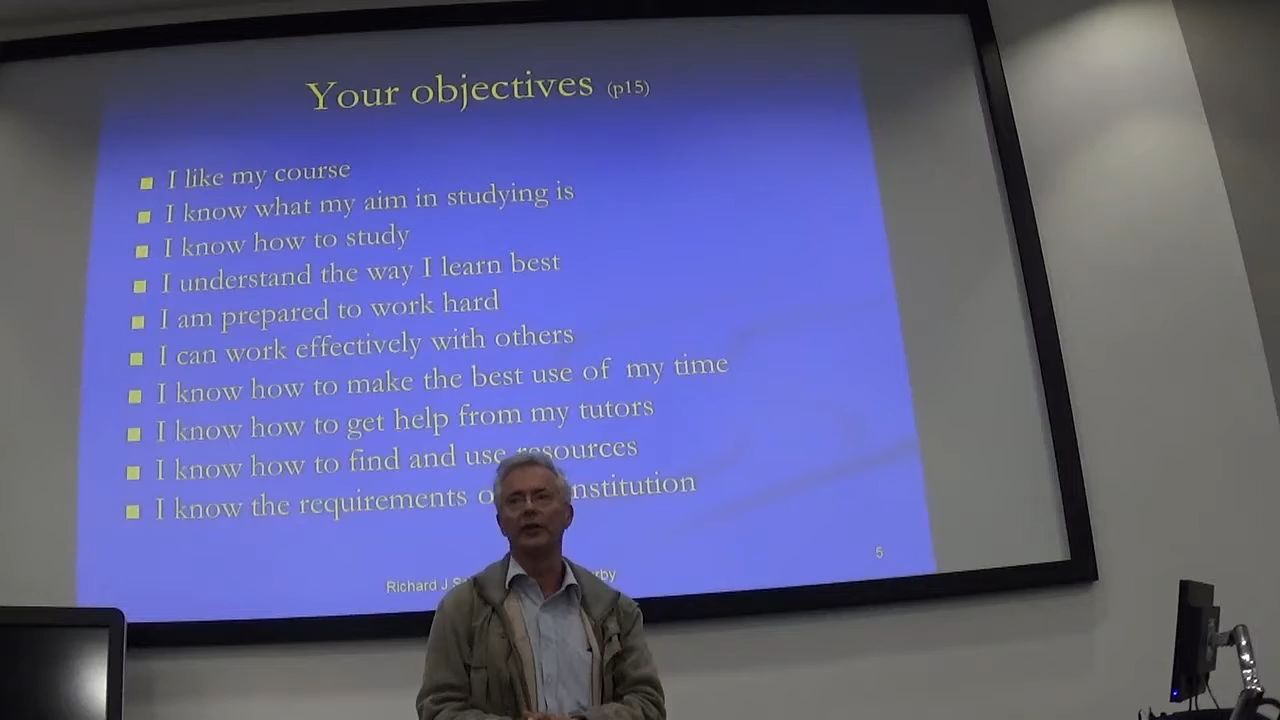 Your objectives (p15)
I like my course
I know what my aim in studying is
I know how to study
I understand the way I learn best
I am prepared to work hard
I can work effectively with others
I know how to make the best use of my time
I know how to get help from my tutors
I know how to find and use resources
I know the requirements nstitution
5
Richard J